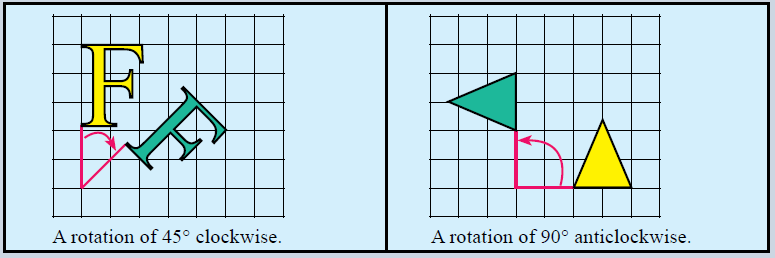 F
F
A rotation of 45° clockwise.
A rotation of 90° anticlockwise.